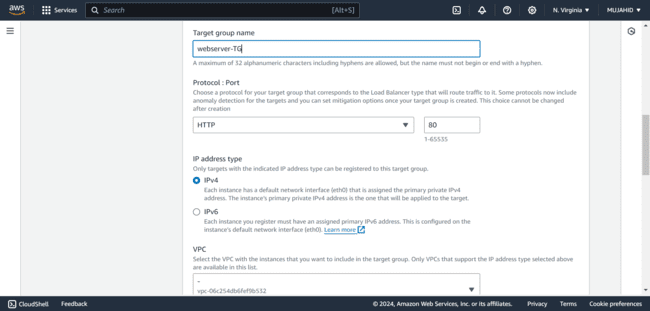 aws
Services
Search
[Alt+S]
N. Virginia
MUJAHID
Target group name
webserver-TG
A maximum of 32 alphanumeric characters including hyphens are allowed, but the name must not begin or end with a hyphen.
Protocol : Port
Choose a protocol for your target group that corresponds to the Load Balancer type that will route traffic to it. Some protocols now include
anomaly detection for the targets and you can set mitigation options once your target group is created. This choice cannot be changed
after creation
HTTP
80
1-65535
IP address type
Only targets with the indicated IP address type can be registered to this target group.
IPv4
Each instance has a default network interface (eth0) that is assigned the primary private IPv4
address. The instance's primary private IPv4 address is the one that will be applied to the target.
IPv6
Each instance you register must have an assigned primary IPv6 address. This is configured on the
instance's default network interface (eth0). Learn more
VPC
Select the VPC with the instances that you want to include in the target group. Only VPCs that support the IP address type selected above
are available in this list.
-
vpc-06c254db6fef9b532
CloudShell
Feedback
© 2024, Amazon Web Services, Inc. or its affiliates.
Privacy
Terms
Cookie preferences